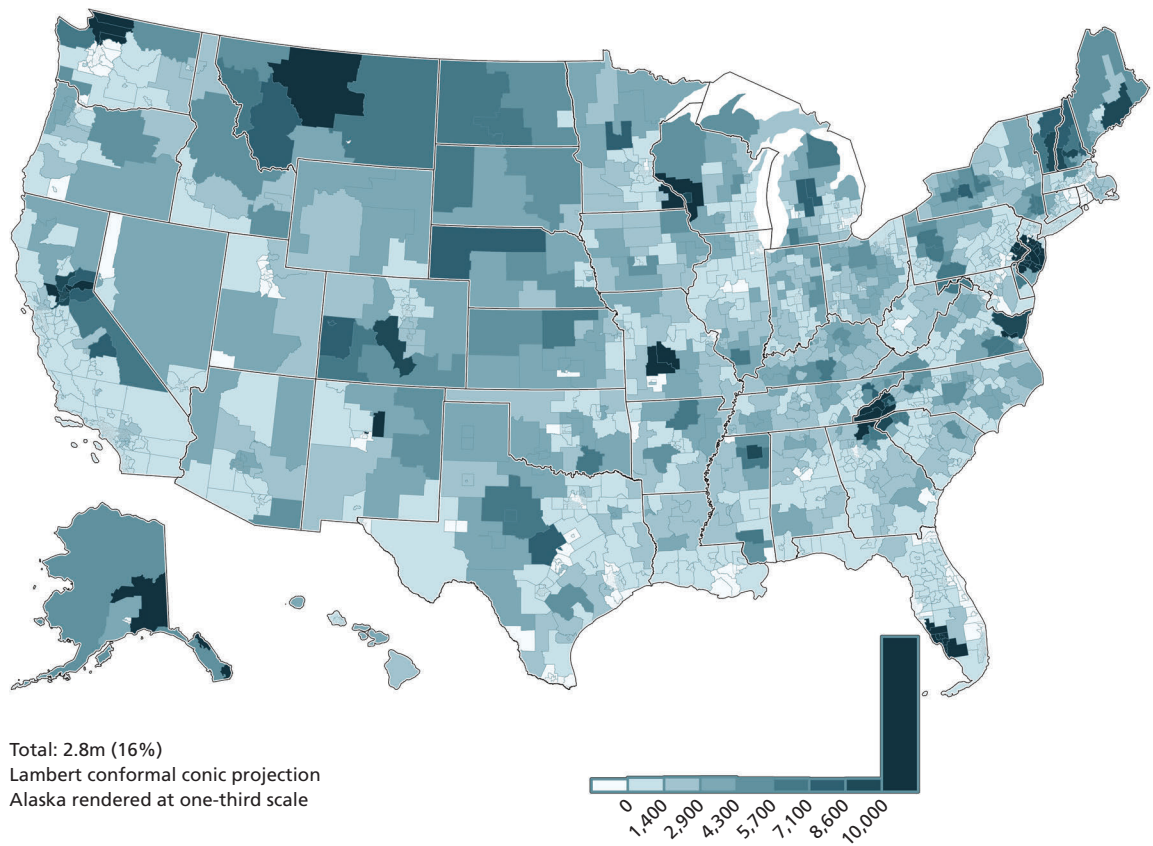 Total: 2.8m (16%)
Lambert conformal conic projection
Alaska rendered at one-third scale
0
1,400
2,900
4,300
5,700
7,100
8,600
10,000